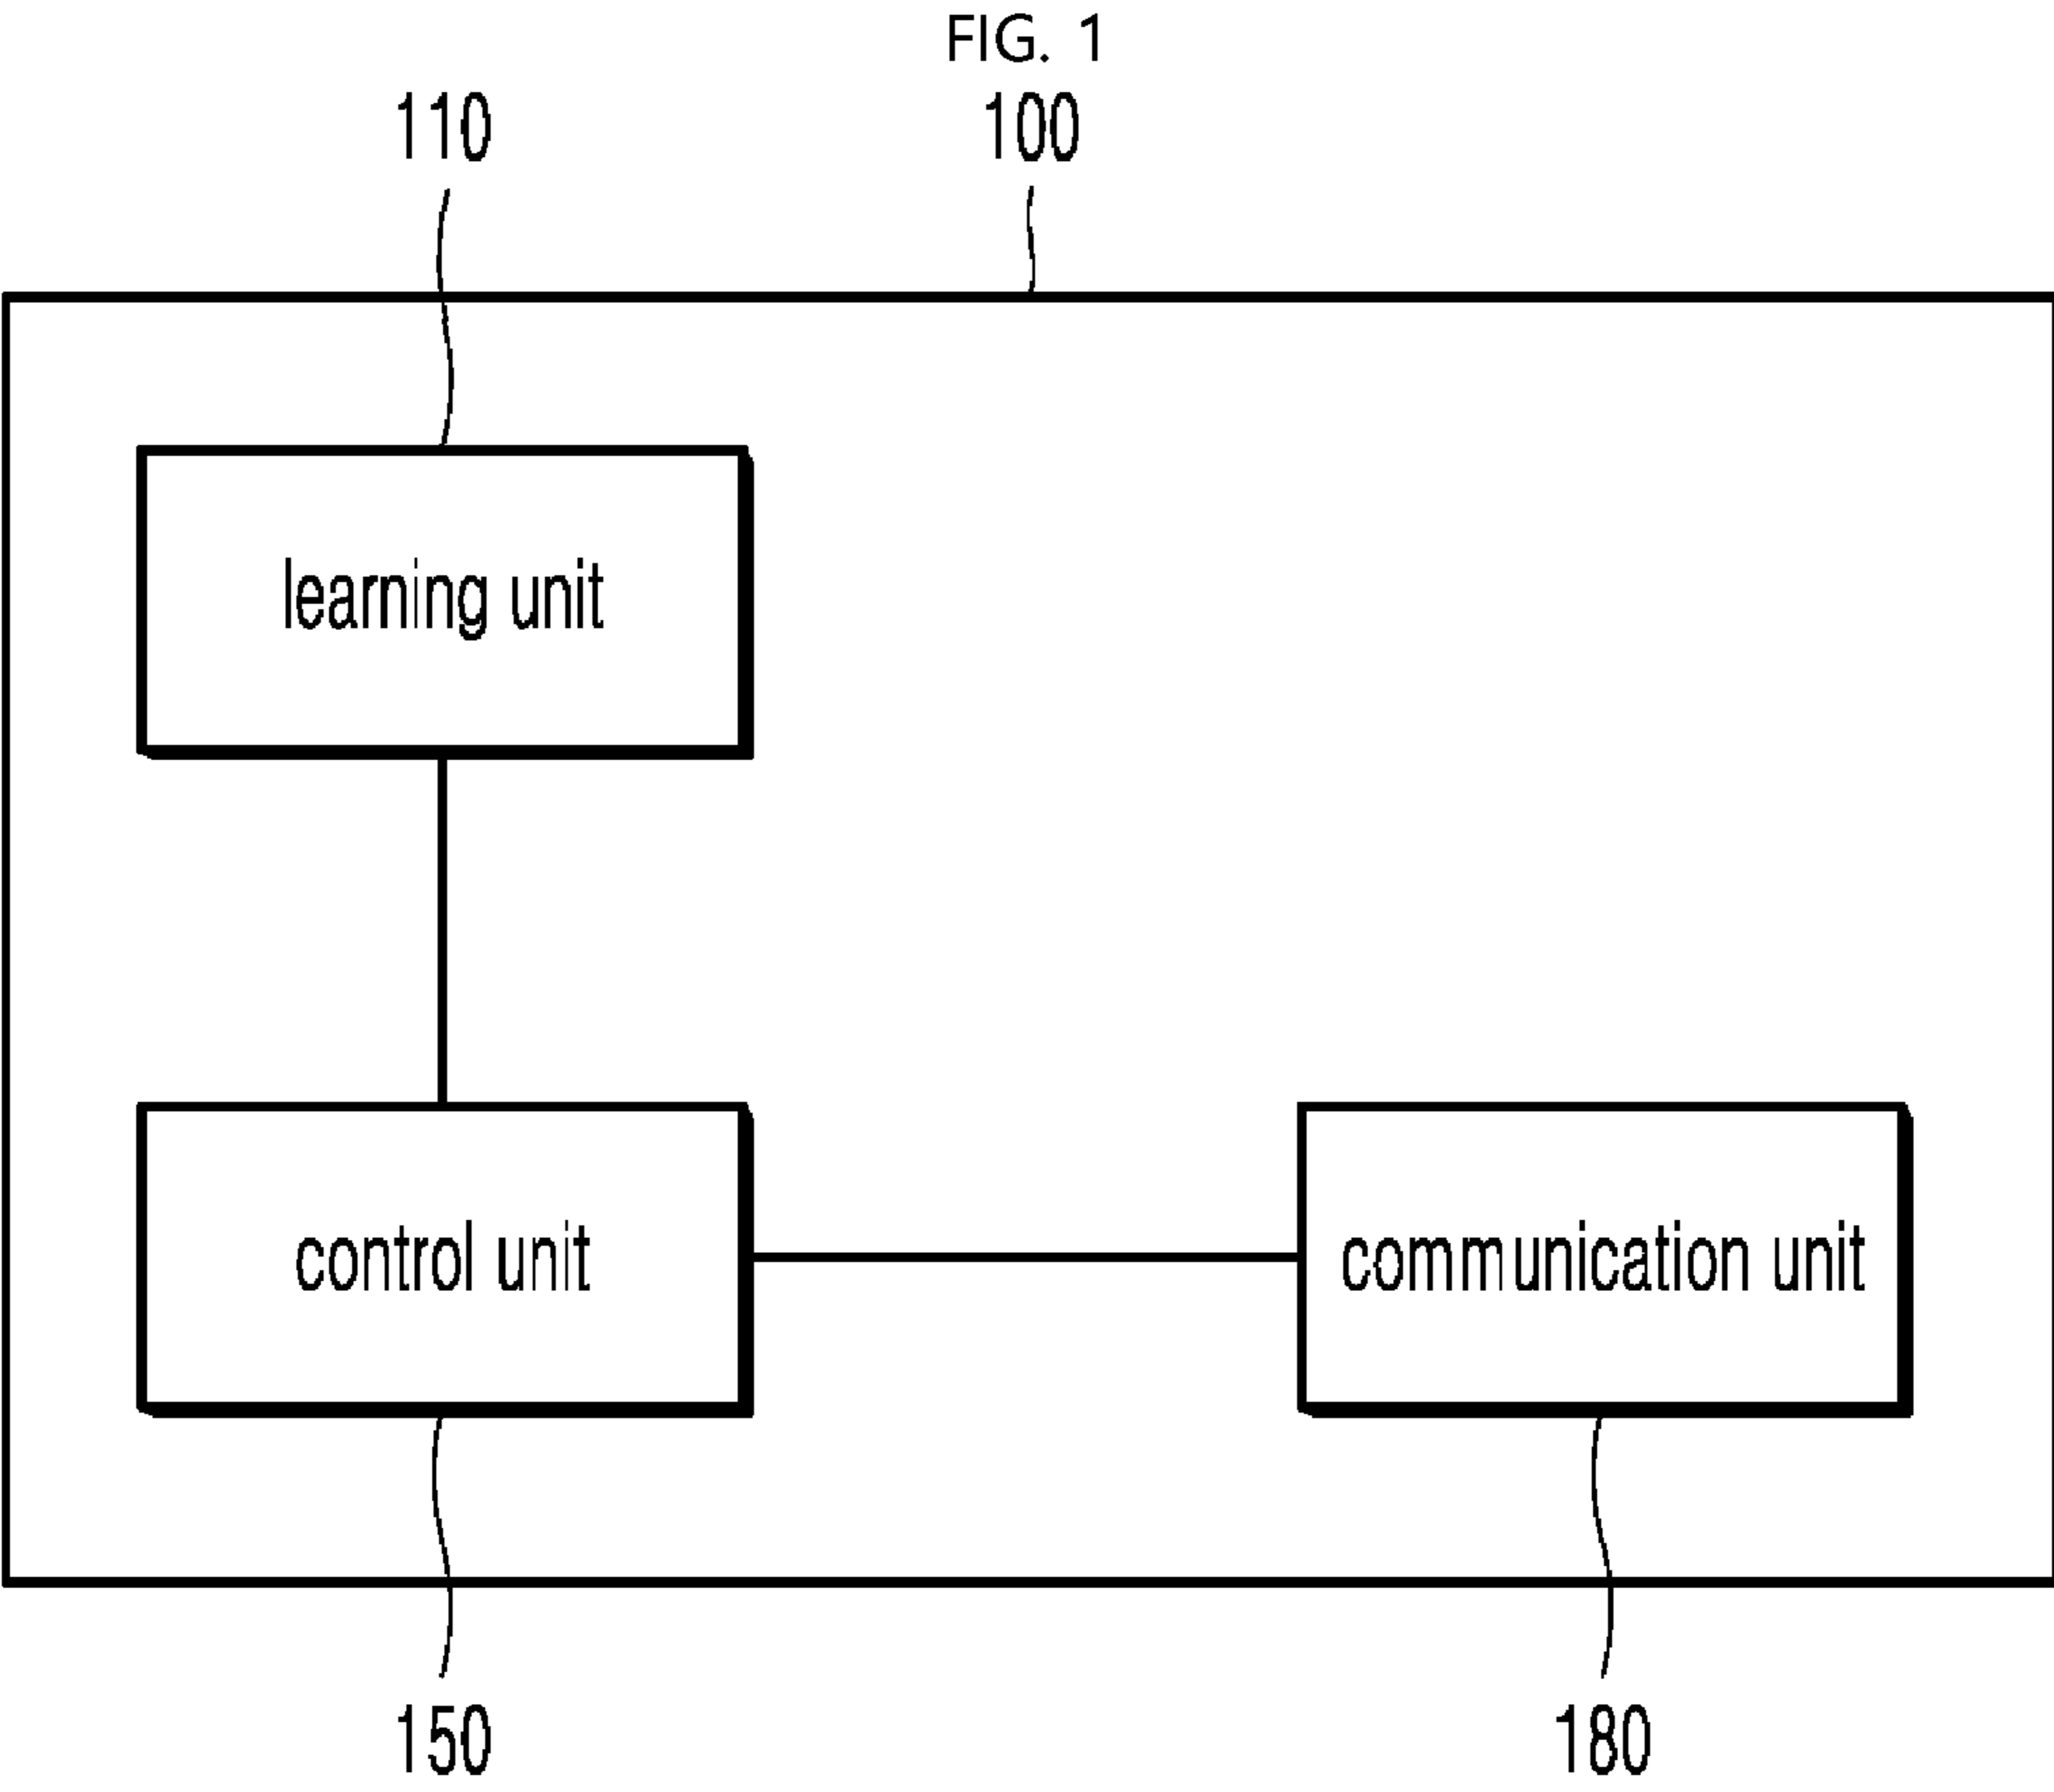 FIG. 1
110
100
learning unit
control unit
communication unit
150
180